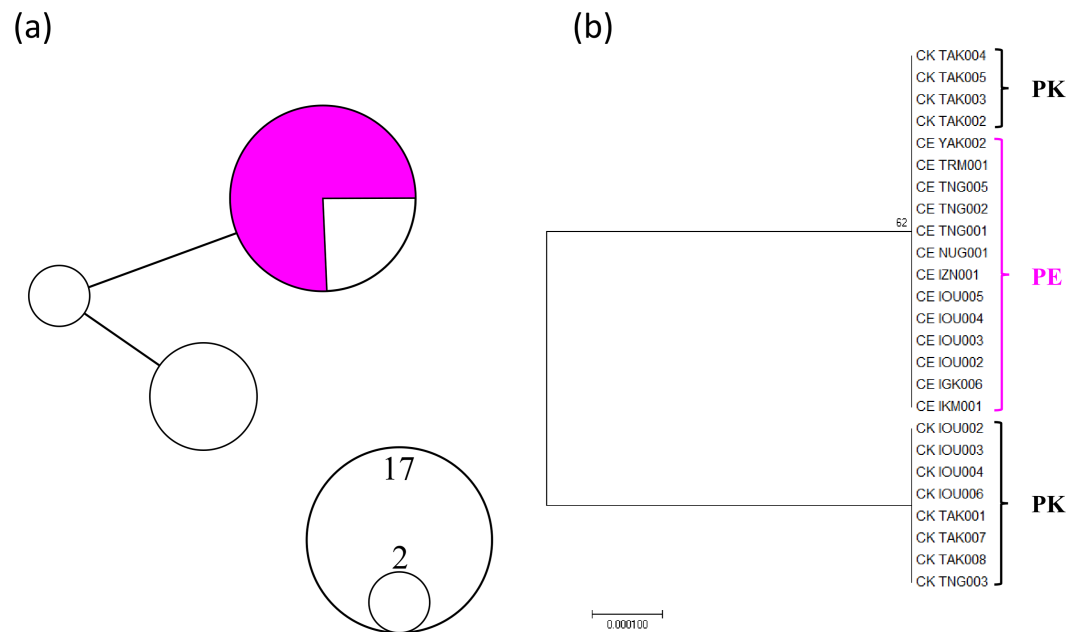 (a)
17
2
(b)
CK TAK004
CK TAK005
CK TAK003
CK TAK002
PK
CE YAK002
CE TRM001
CE TNG005
CE TNG002
CE TNG001
62
CE NUG001
CE IZN001
CE IOU005
CE IOU004
CE IOU003
CE IOU002
CE IGK006
CE IKM001
PE
CK IOU002
CK IOU003
CK IOU004
CK IOU006
CK TAK001
CK TAK007
CK TAK008
CK TNG003
PK
0.000100